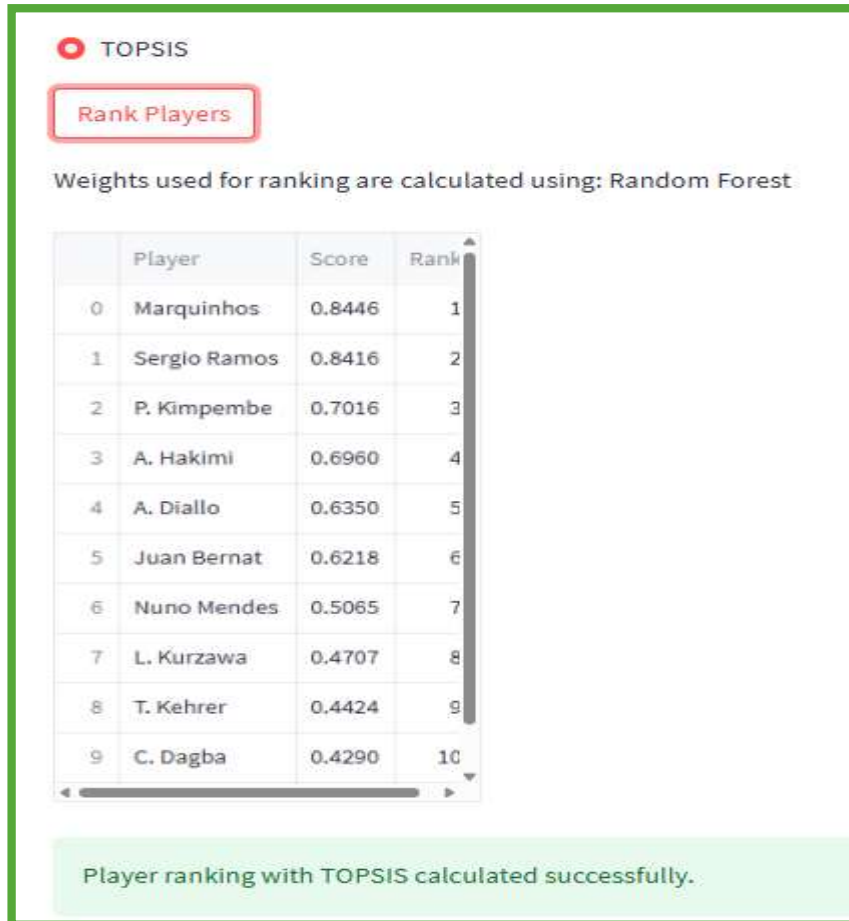 TOPSIS
Rank Players
Weights used for ranking are calculated using: Random Forest
Player Score Rank
0 Marquinhos 0.8446 1
1 Sergio Ramos 0.8416 2
2 P. Kimpembe 0.7016 3
3 A. Hakimi 0.6960 4
4 A. Diallo 0.6350 5
5 Juan Bernat 0.6218 6
6 Nuno Mendes 0.5065 7
7 L. Kurzawa 0.4707 8
8 T. Kehrer 0.4424 9
9 C. Dagba 0.4290 10
Player ranking with TOPSIS calculated successfully.